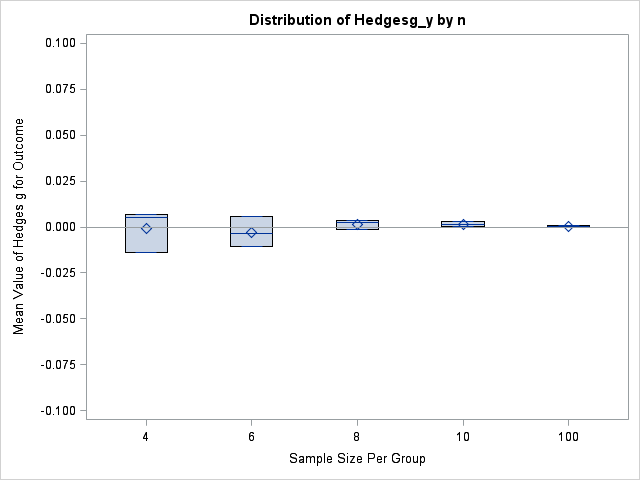 Distribution of Hedgesg_y by n
0.100
0.075
0.050
0.025
0.000
-0.025
-0.050
-0.075
-0.100
Mean Value of Hedges g for Outcome
4 6 8 10 100
Sample Size Per Group